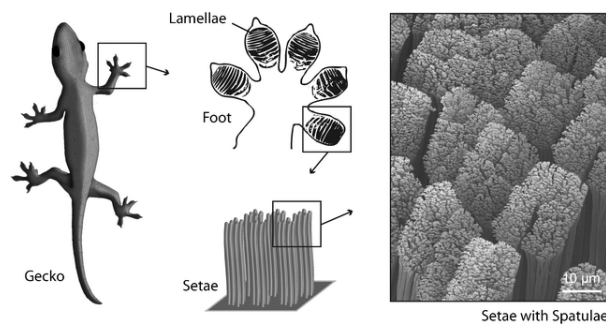 Lamellae
Foot
Gecko
Setae
10 µm
Setae with Spatulae